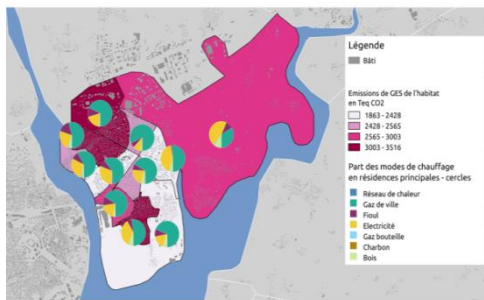 Légende
Bâti
Emissions de GES de l'habitat
en Teq CO2
1863 - 2428
2428 - 2565
2565 - 3003
3003 - 3516
Part des modes de chauffage
en résidences principales - cercles
Réseau de chaleur
Gaz de ville
Fioul
Electricité
Gaz bouteille
Charbon
Bois